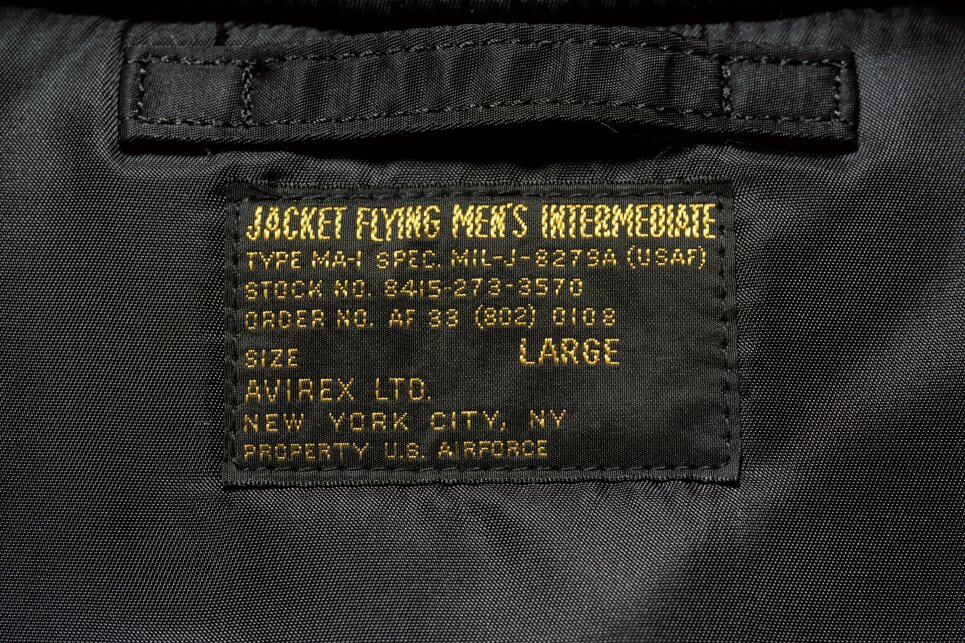 JACKET FLYING MEN'S INTERMEDIATE
TYPE MA-1 SPEC. MIL-J-8279A (USAF)
STOCK NO. 8415-273-3570
ORDER NO. AF 33 (802) 0108
SIZE LARGE
AVIREX LTD.
NEW YORK CITY, NY
PROPERTY U.S. AIRFORCE